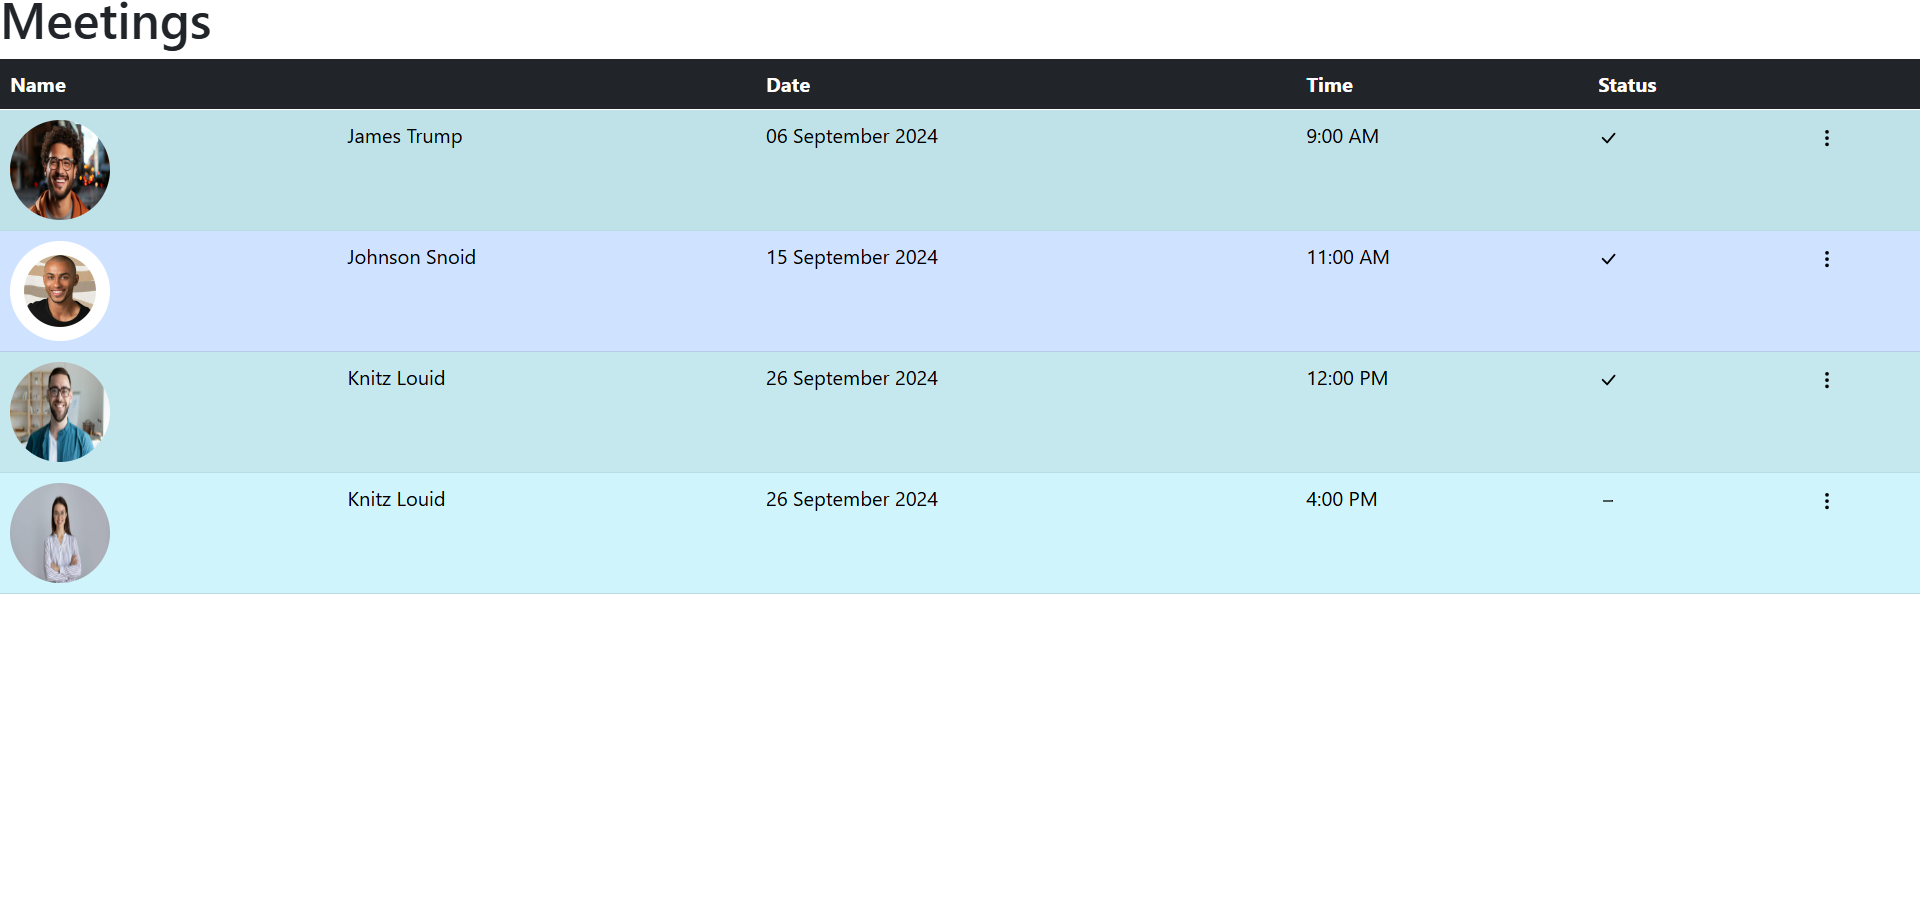 Meetings
Name Date Time Status
James Trump 06 September 2024 9:00 AM
Johnson Snoid 15 September 2024 11:00 AM
Knitz Louid 26 September 2024 12:00 PM
Knitz Louid 26 September 2024 4:00 PM